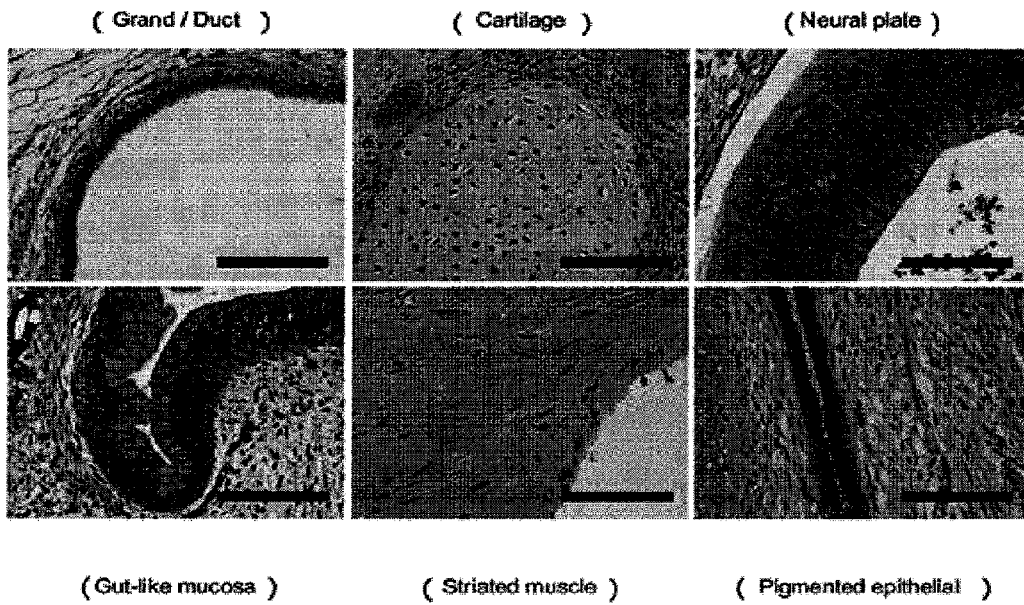 ( Grand / Duct ) ( Cartilage ) ( Neural plate )
( Gut-like mucosa ) ( Striated muscle ) ( Pigmented epithelial )